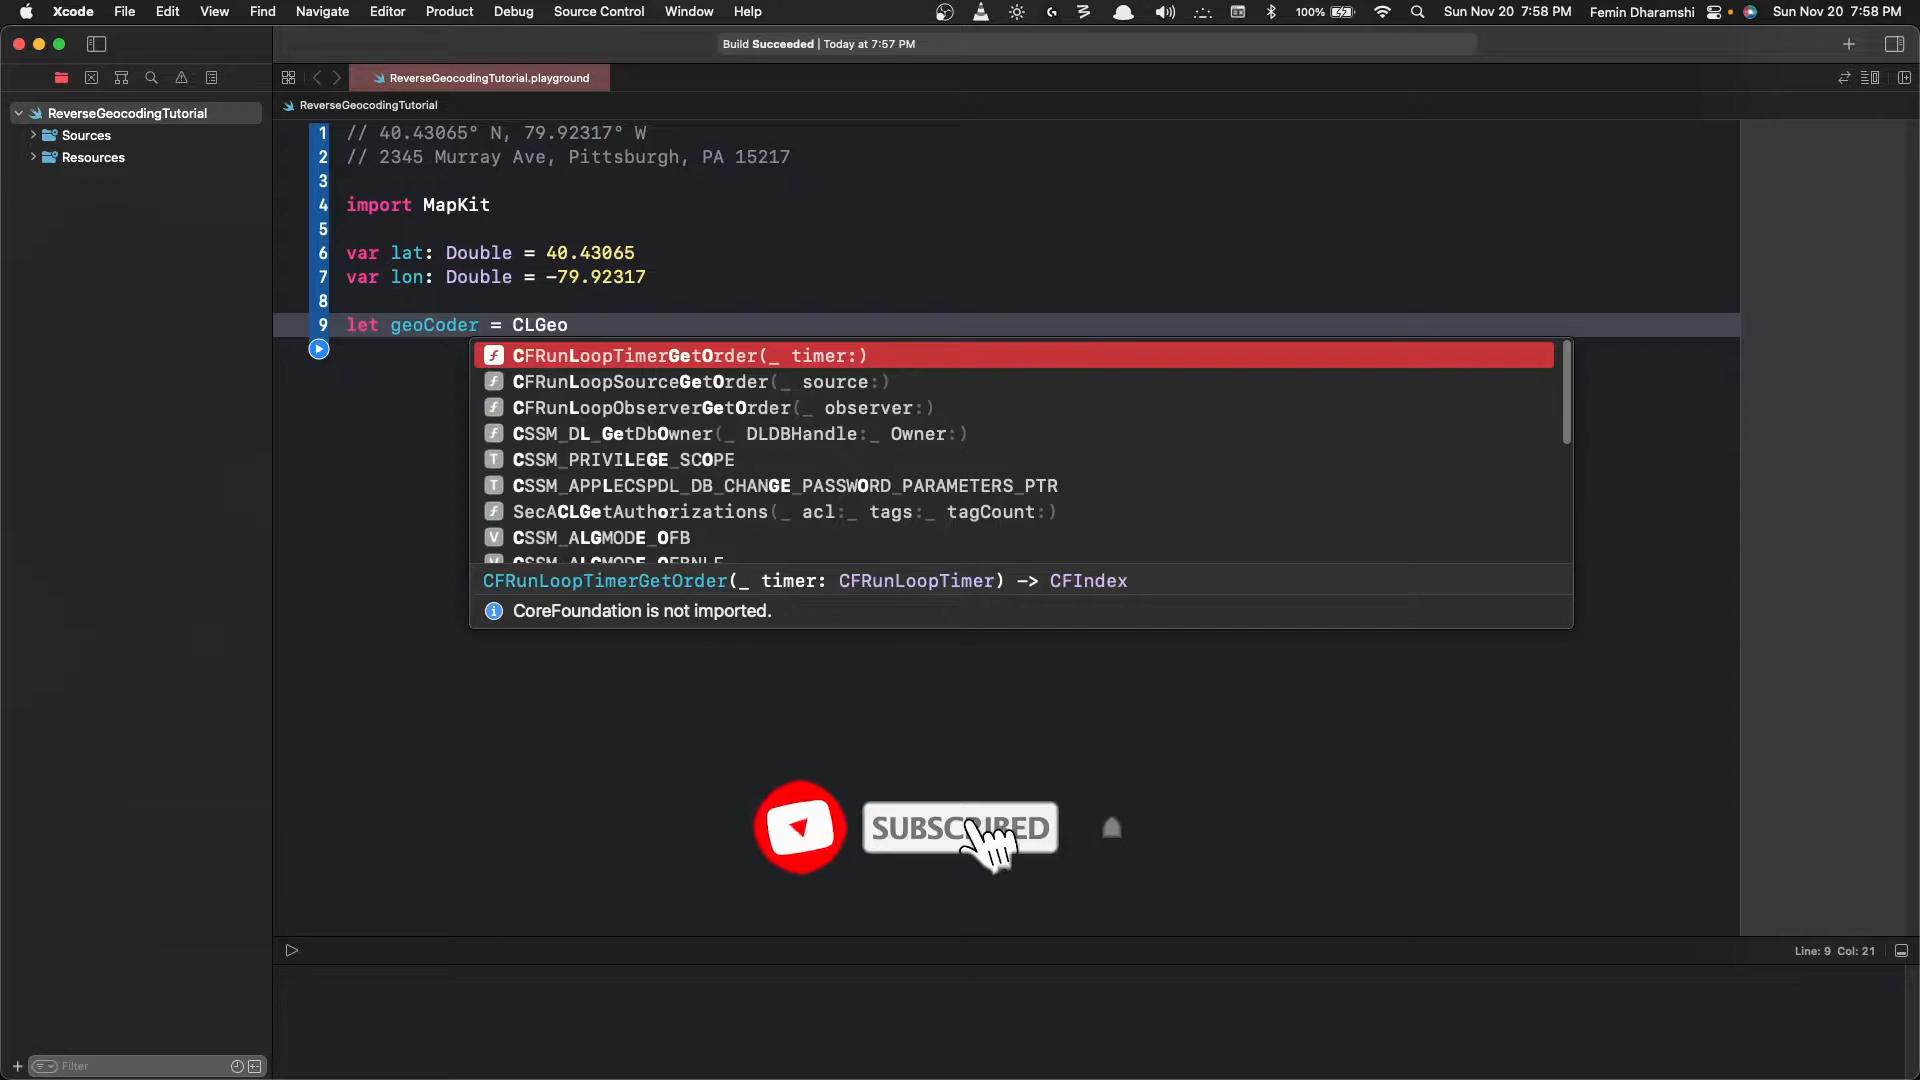 Xcode File Edit View Find Navigate Editor Product Debug Source Control Window Help
100% Sun Nov 20 7:58 PM Femin Dharamshi Sun Nov 20 7:58 PM
Build Succeeded | Today at 7:57 PM
ReverseGeocodingTutorial.playground
ReverseGeocodingTutorial
ReverseGeocodingTutorial
Sources
Resources
1 // 40.43065° N, 79.92317° W
2 // 2345 Murray Ave, Pittsburgh, PA 15217
3
4 import MapKit
5
6 var lat: Double = 40.43065
7 var lon: Double = -79.92317
8
9 let geoCoder = CLGeo
f CFRunLoopTimerGetOrder(_ timer:)
f CFRunLoopSourceGetOrder(_ source:)
f CFRunLoopObserverGetOrder(_ observer:)
f CSSM_DL_GetDbOwner(_ DLDBHandle:_ Owner:)
T CSSM_PRIVILEGE_SCOPE
T CSSM_APPLECSPDL_DB_CHANGE_PASSWORD_PARAMETERS_PTR
f SecACLGetAuthorizations(_ acl:_ tags:_ tagCount:)
V CSSM_ALGMODE_OFB
CFRunLoopTimerGetOrder(_ timer: CFRunLoopTimer) -> CFIndex
CoreFoundation is not imported.
SUBSCRIBED
Line: 9 Col: 21
Filter